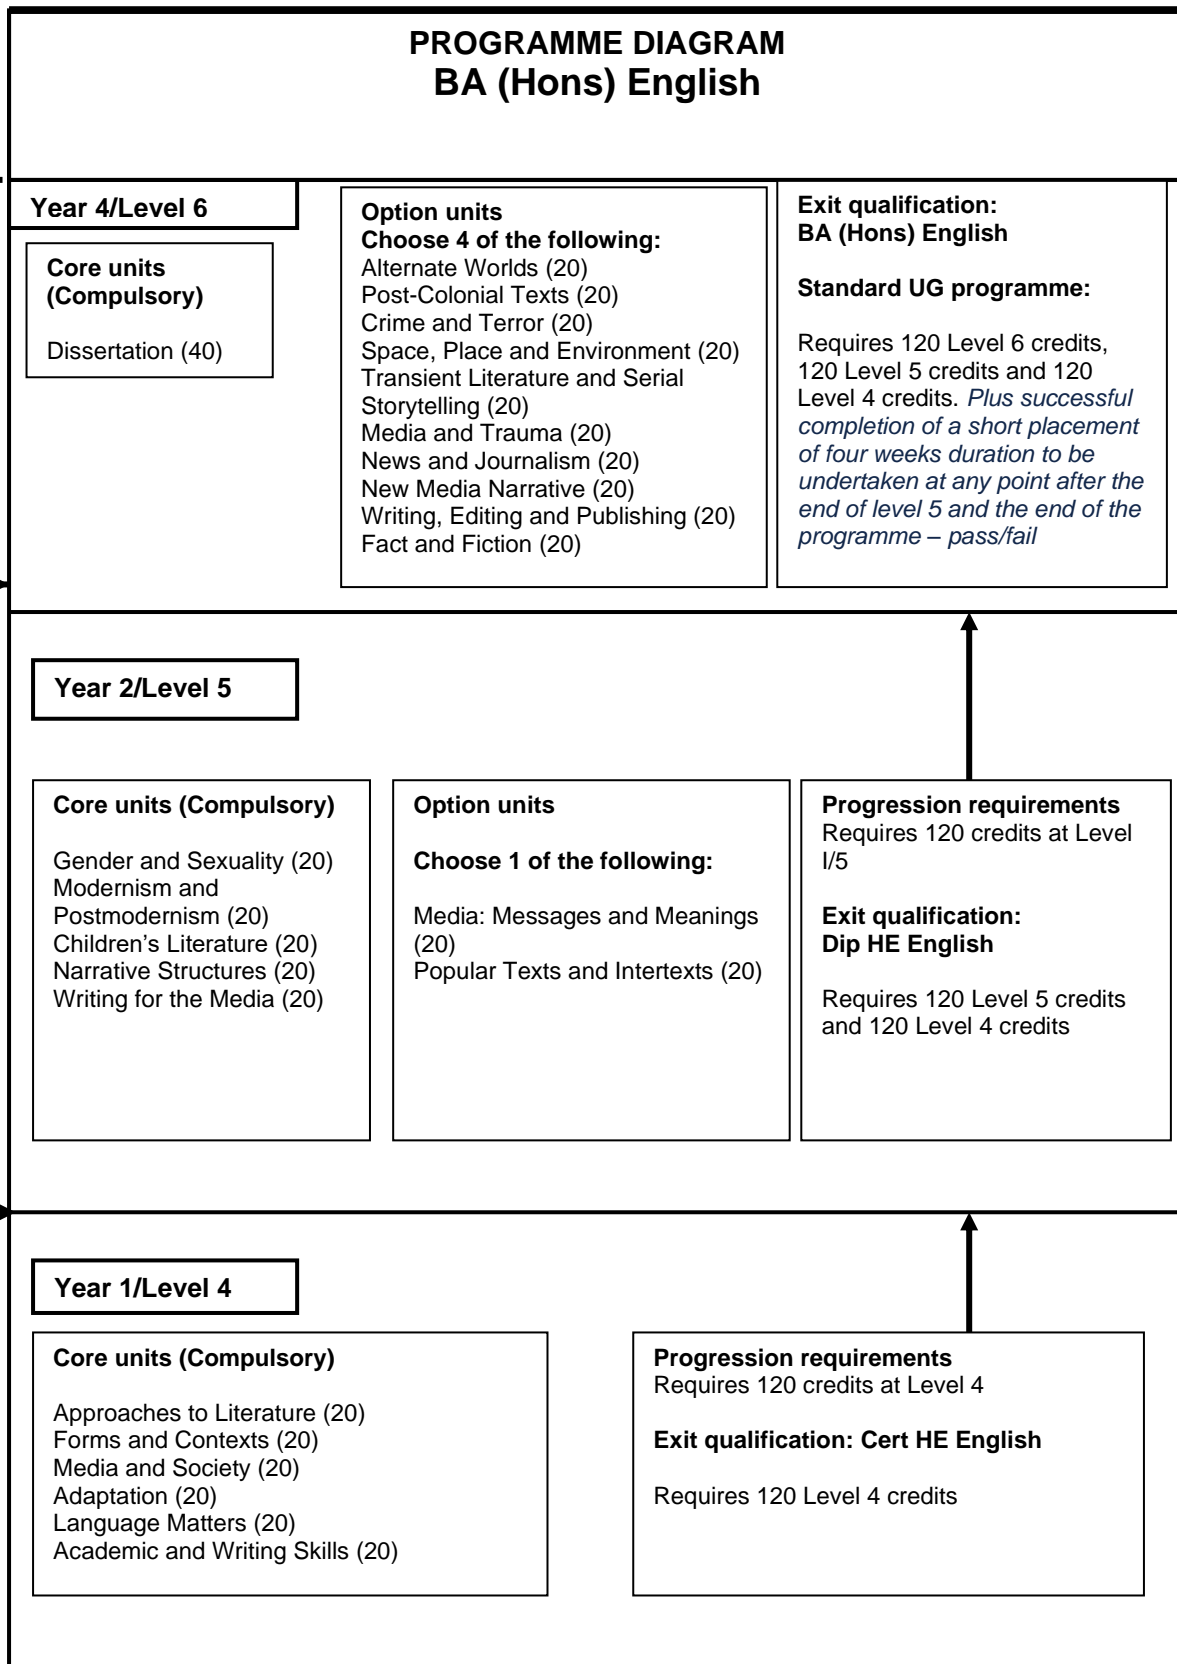 PROGRAMME DIAGRAM
BA (Hons) English
Year 4/Level 6
Core units
(Compulsory)
Dissertation (40)
Option units
Choose 4 of the following:
Alternate Worlds (20)
Post-Colonial Texts (20)
Crime and Terror (20)
Space, Place and Environment (20)
Transient Literature and Serial
Storytelling (20)
Media and Trauma (20)
News and Journalism (20)
New Media Narrative (20)
Writing, Editing and Publishing (20)
Fact and Fiction (20)
Exit qualification:
BA (Hons) English
Standard UG programme:
Requires 120 Level 6 credits,
120 Level 5 credits and 120
Level 4 credits. Plus successful
completion of a short placement
of four weeks duration to be
undertaken at any point after the
end of level 5 and the end of the
programme – pass/fail
Year 2/Level 5
Core units (Compulsory)
Gender and Sexuality (20)
Modernism and
Postmodernism (20)
Children’s Literature (20)
Narrative Structures (20)
Writing for the Media (20)
Option units
Choose 1 of the following:
Media: Messages and Meanings
(20)
Popular Texts and Intertexts (20)
Progression requirements
Requires 120 credits at Level
I/5
Exit qualification:
Dip HE English
Requires 120 Level 5 credits
and 120 Level 4 credits
Year 1/Level 4
Core units (Compulsory)
Approaches to Literature (20)
Forms and Contexts (20)
Media and Society (20)
Adaptation (20)
Language Matters (20)
Academic and Writing Skills (20)
Progression requirements
Requires 120 credits at Level 4
Exit qualification: Cert HE English
Requires 120 Level 4 credits